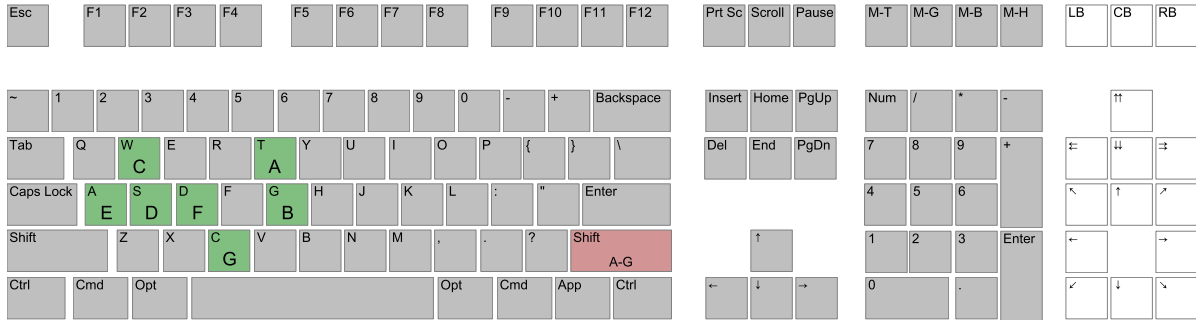 Esc F1 F2 F3 F4 F5 F6 F7 F8 F9 F10 F11 F12 Prt Sc Scroll Pause M-T M-G M-B M-H LB CB RB
~ 1 2 3 4 5 6 7 8 9 0 - + Backspace Insert Home PgUp Num / * - ⇈
Tab Q W E R T Y U I O P { } \ Del End PgDn 7 8 9 + ⇇ ⇊ ⇉
C A
Caps Lock A S D F G H J K L : " Enter 4 5 6 ↖ ↑ ↗
E D F B
Shift Z X C V B N M , . ? Shift ↑ 1 2 3 Enter ← →
G A-G
Ctrl Cmd Opt Opt Cmd App Ctrl ← ↓ → 0 . ↙ ↓ ↘